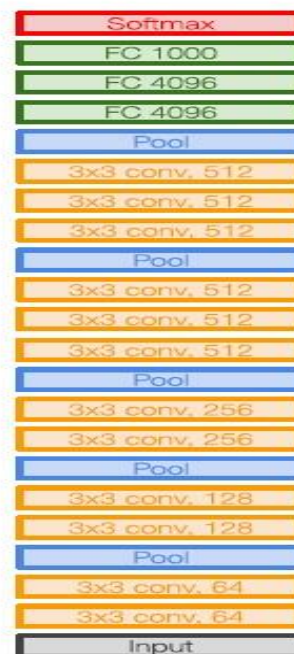 Softmax
FC 1000
FC 4096
FC 4096
Pool
3x3 conv, 512
3x3 conv, 512
3x3 conv, 512
Pool
3x3 conv, 512
3x3 conv, 512
3x3 conv, 512
Pool
3x3 conv, 256
3x3 conv, 256
Pool
3x3 conv, 128
3x3 conv, 128
Pool
3x3 conv, 64
3x3 conv, 64
Input